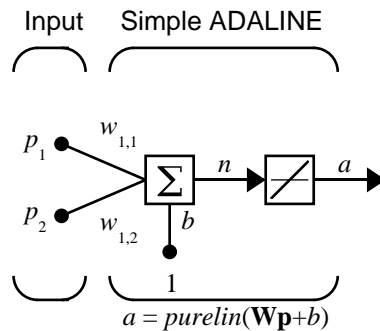 Input Simple ADALINE
p1 w1,1
n a
Σ
p2 w1,2 b
1
a = purelin(Wp+b)